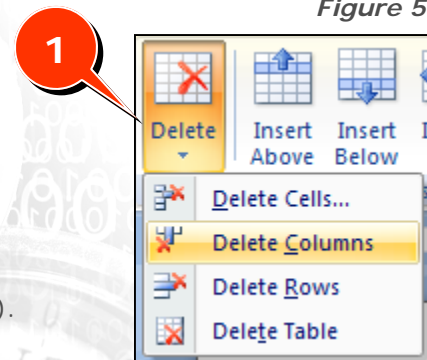 Figure 5
1
Delete
Insert Above
Insert Below
Delete Cells...
Delete Columns
Delete Rows
Delete Table
).